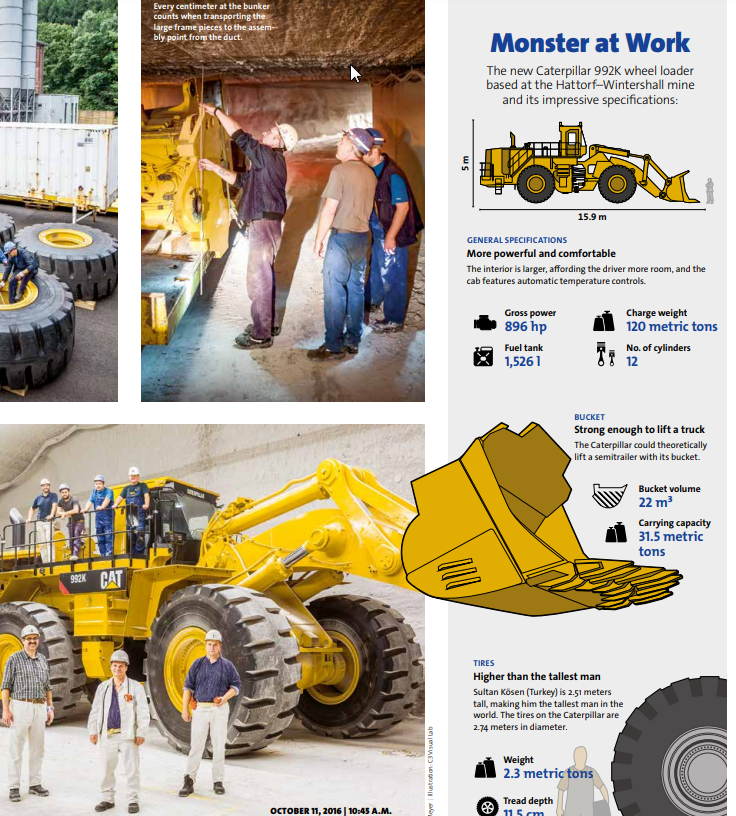 Every centimeter at the bunker
counts when transporting the
large frame pieces to the assem-
bly point from the duct.
Monster at Work
The new Caterpillar 992K wheel loader
based at the Hattorf–Wintershall mine
and its impressive specifications:
5 m
15.9 m
GENERAL SPECIFICATIONS
More powerful and comfortable
The interior is larger, affording the driver more room, and the
cab features automatic temperature controls.
Gross power
896 hp
Charge weight
120 metric tons
Fuel tank
1,526 l
No. of cylinders
12
BUCKET
Strong enough to lift a truck
The Caterpillar could theoretically
lift a semitrailer with its bucket.
Bucket volume
22 m³
Carrying capacity
31.5 metric
tons
992K
CAT
CATERPILLAR
TIRES
Higher than the tallest man
Sultan Kösen (Turkey) is 2.51 meters
tall, making him the tallest man in the
world. The tires on the Caterpillar are
2.74 meters in diameter.
Weight
2.3 metric tons
Tread depth
11.5 cm
OCTOBER 11, 2016 | 10:45 A.M.
Illustration: C3 Visual Lab